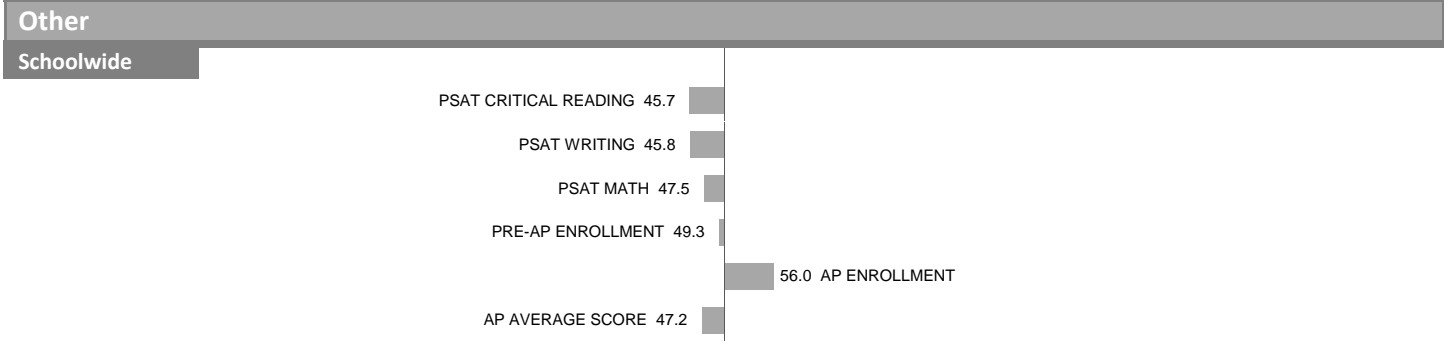 Other
Schoolwide
PSAT CRITICAL READING 45.7
PSAT WRITING 45.8
PSAT MATH 47.5
PRE-AP ENROLLMENT 49.3
56.0 AP ENROLLMENT
AP AVERAGE SCORE 47.2